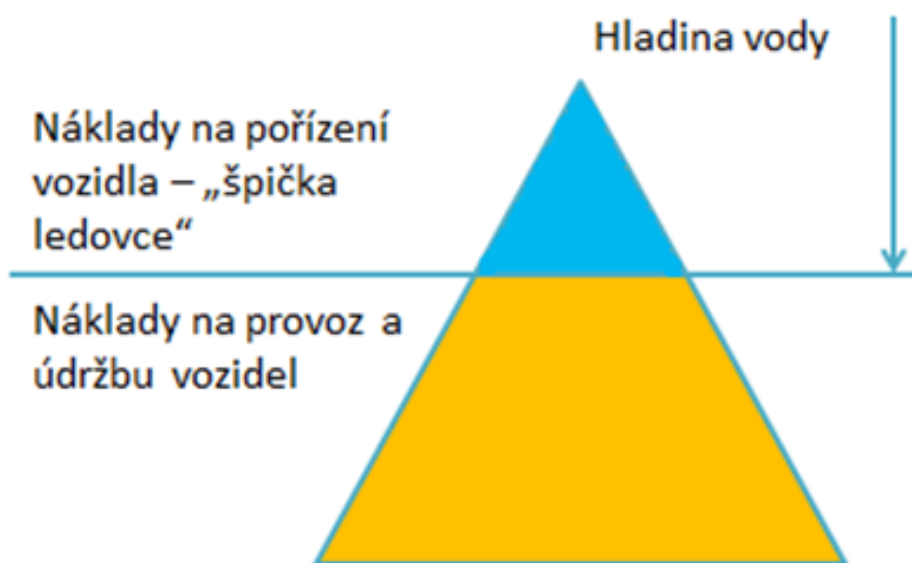 Hladina vody
Náklady na pořízení
vozidla – „špička
ledovce“
Náklady na provoz a
údržbu vozidel